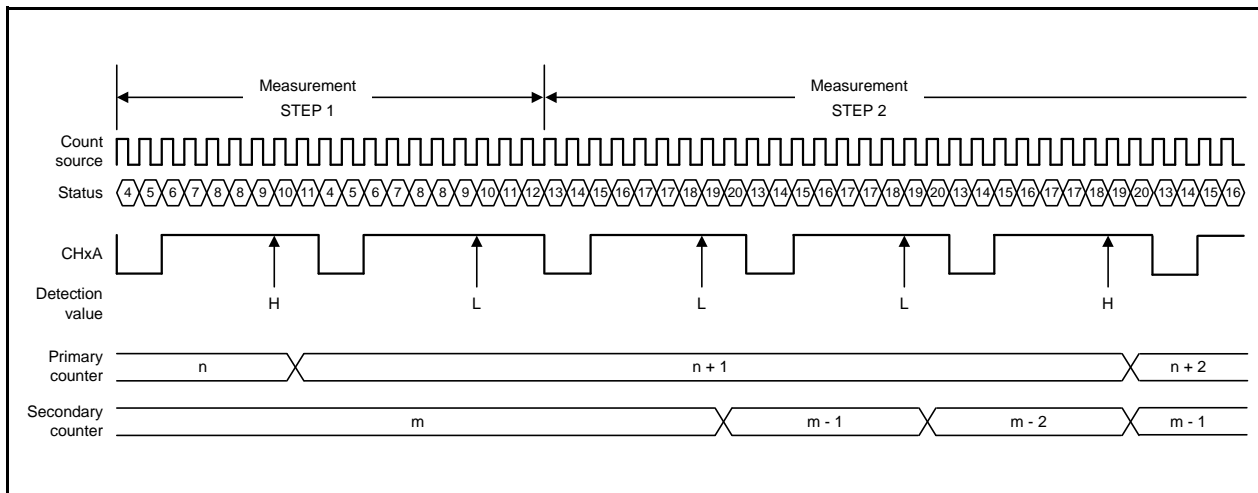 Measurement
STEP 1
Measurement
STEP 2
Count
source
Status 4 5 6 7 8 8 9 10 11 4 5 6 7 8 8 9 10 11 12 13 14 15 16 17 17 18 19 20 13 14 15 16 17 17 18 19 20 13 14 15 16 17 17 18 19 20 13 14 15 16
CHxA
Detection
value
H L L L H
Primary
counter
n n + 1 n + 2
Secondary
counter
m m - 1 m - 2 m - 1